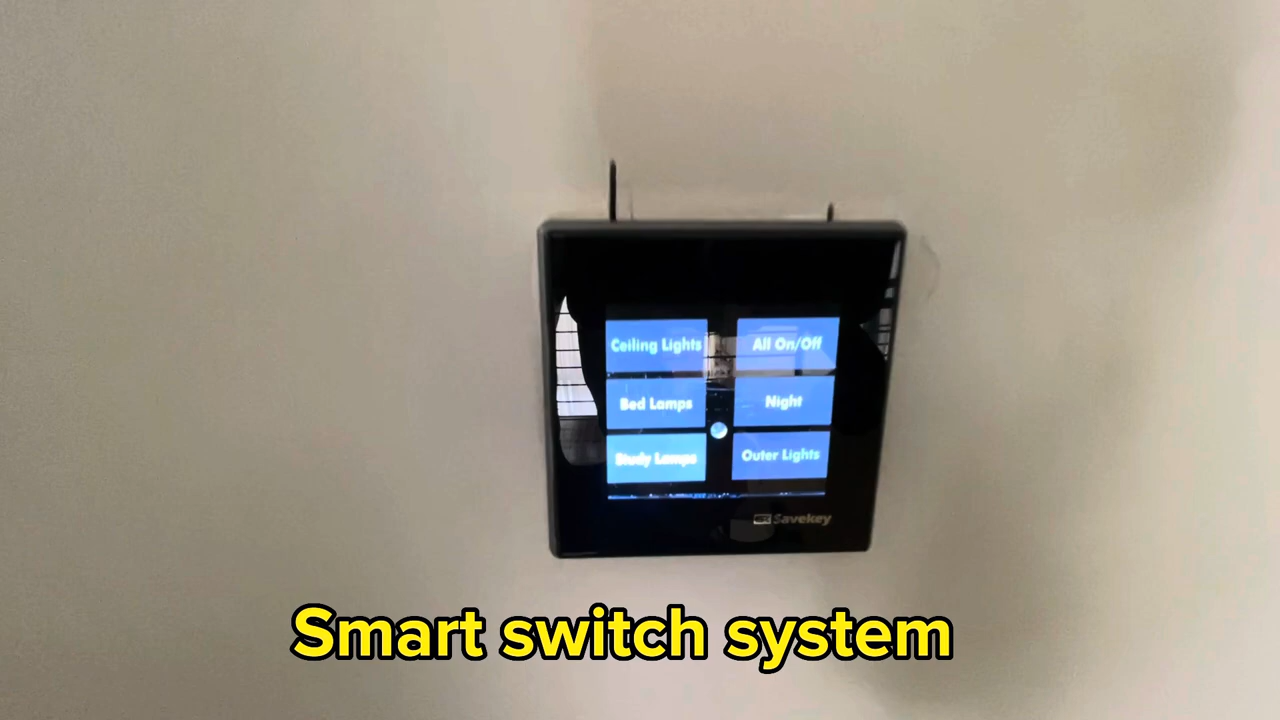 Ceiling Lights
All On/Off
Bed Lamps
Night
Study Lamps
Outer Lights
Savekey
Smart switch system